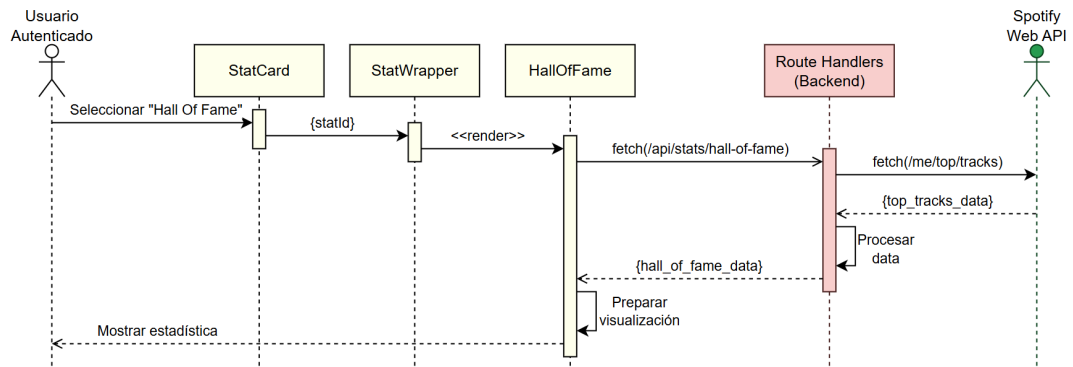 Usuario
Autenticado
Spotify
Web API
StatCard
StatWrapper
HallOfFame
Route Handlers
(Backend)
Seleccionar "Hall Of Fame"
{statId}
<<render>>
fetch(/api/stats/hall-of-fame)
fetch(/me/top/tracks)
{top_tracks_data}
Procesar
data
{hall_of_fame_data}
Preparar
visualización
Mostrar estadística